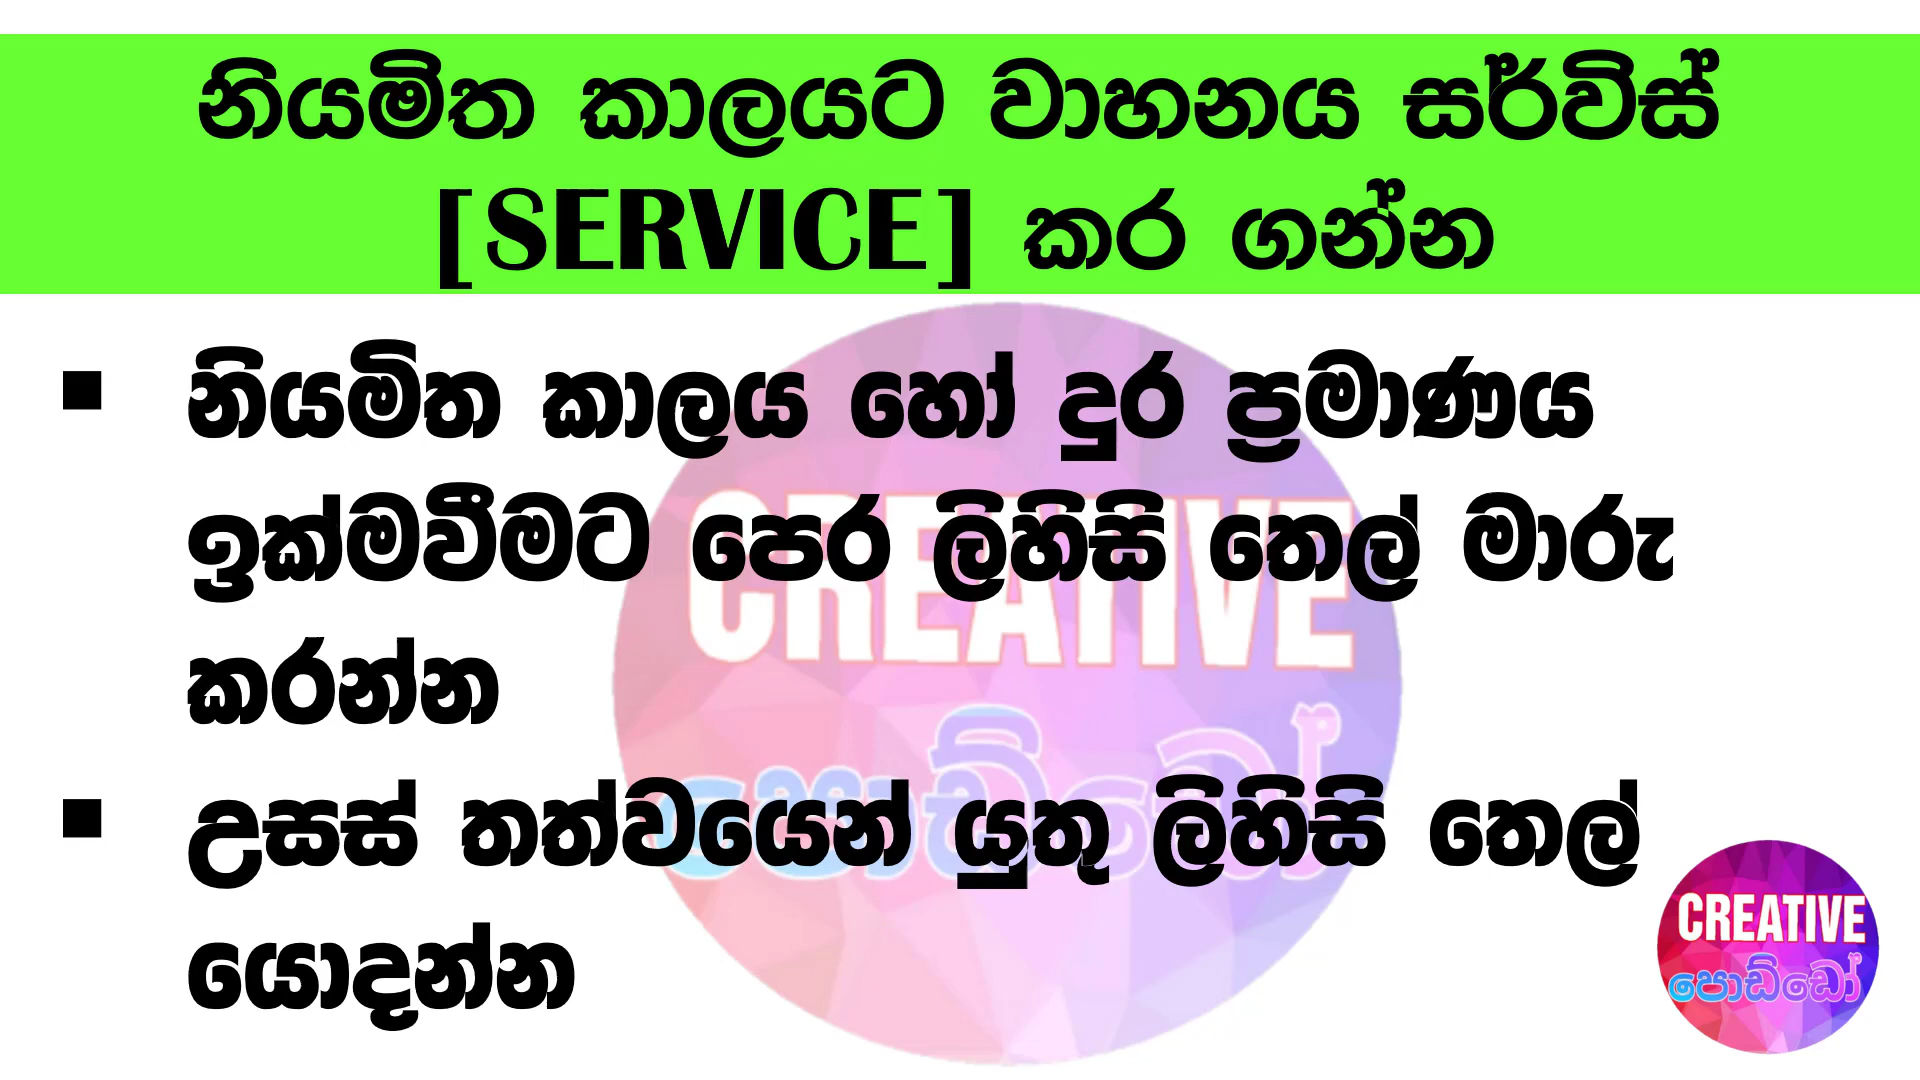 නියමිත කාලයට වාහනය සර්විස්
[SERVICE] කර ගන්න
▪ නියමිත කාලය හෝ දුර ප්‍රමාණය
ඉක්මවීමට පෙර ලිහිසි තෙල් මාරු
කරන්න
▪ උසස් තත්වයෙන් යුතු ලිහිසි තෙල්
යොදන්න
CREATIVE
පොඩ්ඩෝ
CREATIVE
පොඩ්ඩෝ